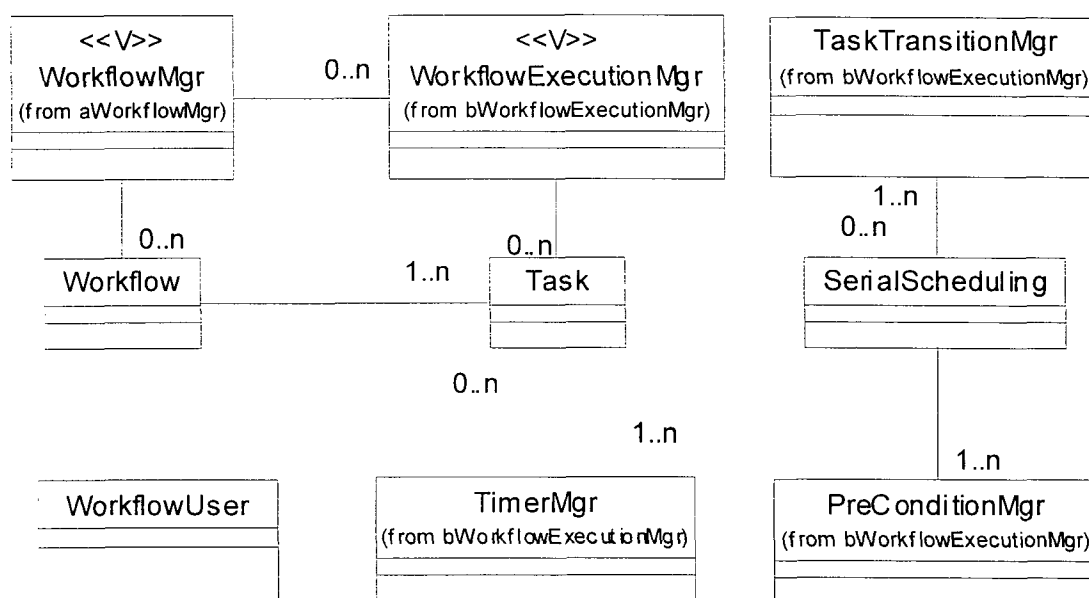 <<V>>
WorkflowMgr
(from aWorkflowMgr)
0..n
<<V>>
WorkflowExecutionMgr
(from bWorkflowExecutionMgr)
TaskTransitionMgr
(from bWorkflowExecutionMgr)
0..n
0..n
1..n
0..n
Workflow
1..n
Task
SerialScheduling
0..n
1..n
1..n
WorkflowUser
TimerMgr
(from bWorkflowExecutionMgr)
PreConditionMgr
(from bWorkflowExecutionMgr)